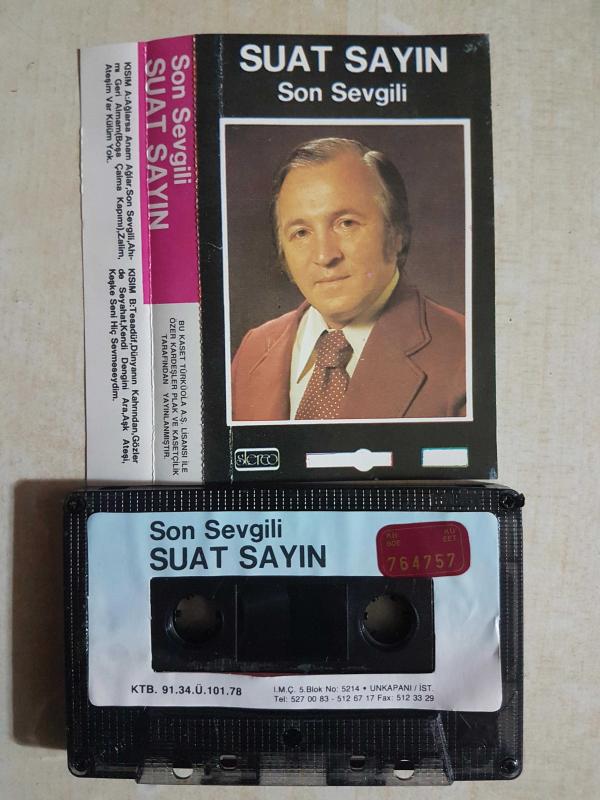 SUAT SAYIN
Son Sevgili
Son Sevgili
SUAT SAYIN
KISIM A:Ağlarsa Anam Ağlar,Son Sevgili,Ahı-
mı Geri Almam(Boşa Çalma Kapımı),Zalim,
Ateşim Var Külüm Yok.
KISIM B:Tesadüf,Dünyanın Kahrından,Gözler
de Seyahat,Kendi Dengini Ara,Aşk Ateşi,
Keşke Seni Hiç Sevmeseydim.
BU KASET TÜRKÜOLA A.Ş. LİSANSI İLE
ÖZER KARDEŞLER PLAK VE KASETÇİLİK
TARAFINDAN YAYINLANMIŞTIR.
stereo
Son Sevgili
SUAT SAYIN
764757
KTB. 91.34.Ü.101.78
I.M.Ç. 5.Blok No: 5214 • UNKAPANI / İST.
Tel: 527 00 83 - 512 67 17 Fax: 512 33 29